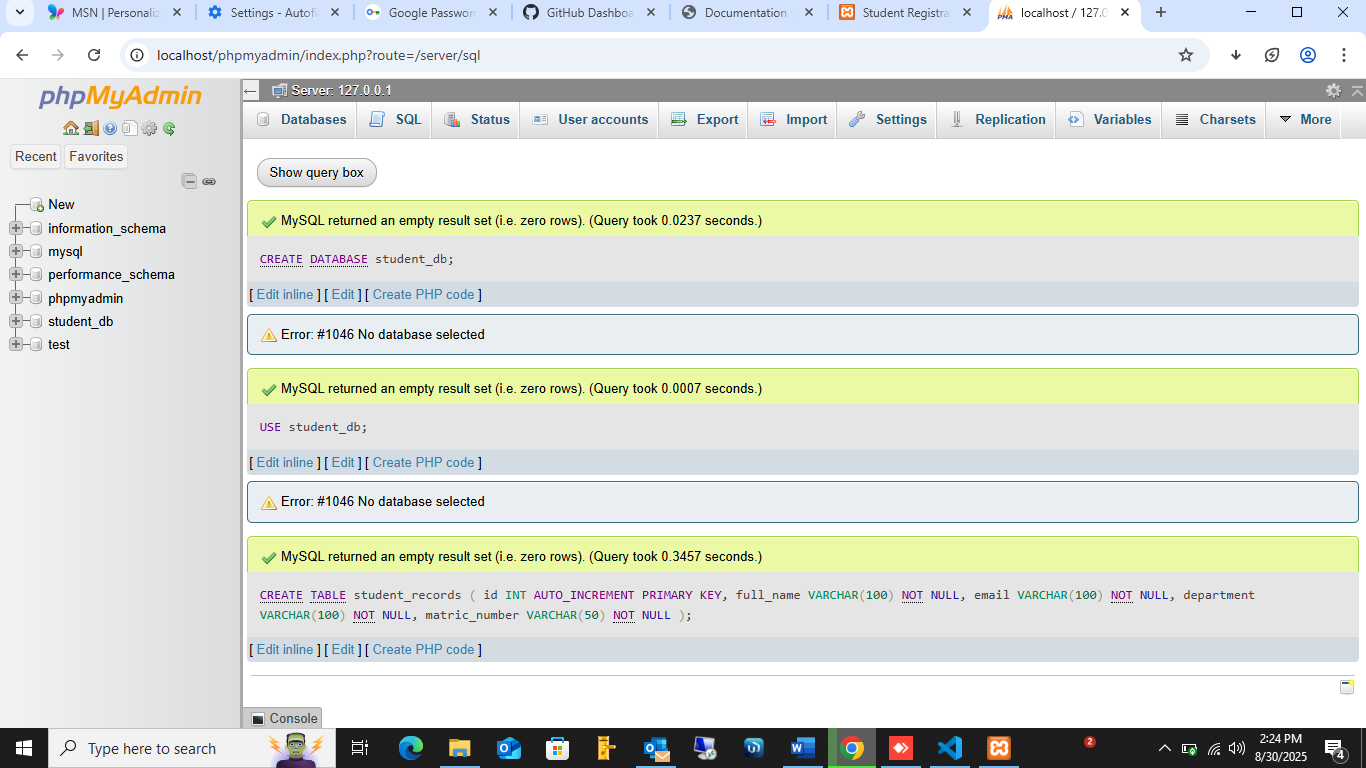 MSN | Personaliz
Settings - Autofi
Google Password
GitHub Dashboa
Documentation
Student Registra
localhost / 127.0
localhost/phpmyadmin/index.php?route=/server/sql
phpMyAdmin
Recent
Favorites
New
information_schema
mysql
performance_schema
phpmyadmin
student_db
test
Server: 127.0.0.1
Databases
SQL
Status
User accounts
Export
Import
Settings
Replication
Variables
Charsets
More
Show query box
MySQL returned an empty result set (i.e. zero rows). (Query took 0.0237 seconds.)
CREATE DATABASE student_db;
[ Edit inline ] [ Edit ] [ Create PHP code ]
Error: #1046 No database selected
MySQL returned an empty result set (i.e. zero rows). (Query took 0.0007 seconds.)
USE student_db;
[ Edit inline ] [ Edit ] [ Create PHP code ]
Error: #1046 No database selected
MySQL returned an empty result set (i.e. zero rows). (Query took 0.3457 seconds.)
CREATE TABLE student_records ( id INT AUTO_INCREMENT PRIMARY KEY, full_name VARCHAR(100) NOT NULL, email VARCHAR(100) NOT NULL, department
VARCHAR(100) NOT NULL, matric_number VARCHAR(50) NOT NULL );
[ Edit inline ] [ Edit ] [ Create PHP code ]
Console
Type here to search
2
2:24 PM
8/30/2025
4